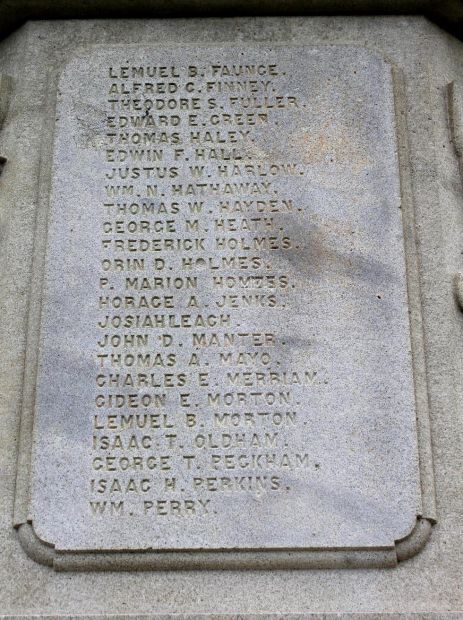 LEMUEL B. FAUNCE.
ALFRED C. FINNEY.
THEODORE S. FULLER.
EDWARD E. GREEN.
THOMAS HALEY.
EDWIN F. HALL.
JUSTUS W. HARLOW.
WM. N. HATHAWAY.
THOMAS W. HAYDEN.
GEORGE M. HEATH.
FREDERICK HOLMES.
ORIN D. HOLMES.
P. MARION HOLMES.
HORACE A. JENKS.
JOSIAH LEACH.
JOHN D. MANTER.
THOMAS A. MAYO.
CHARLES E. MERRIAM.
GIDEON E. MORTON.
LEMUEL B. MORTON.
ISAAC T. OLDHAM.
GEORGE T. PECKHAM.
ISAAC H. PERKINS.
WM. PERRY.